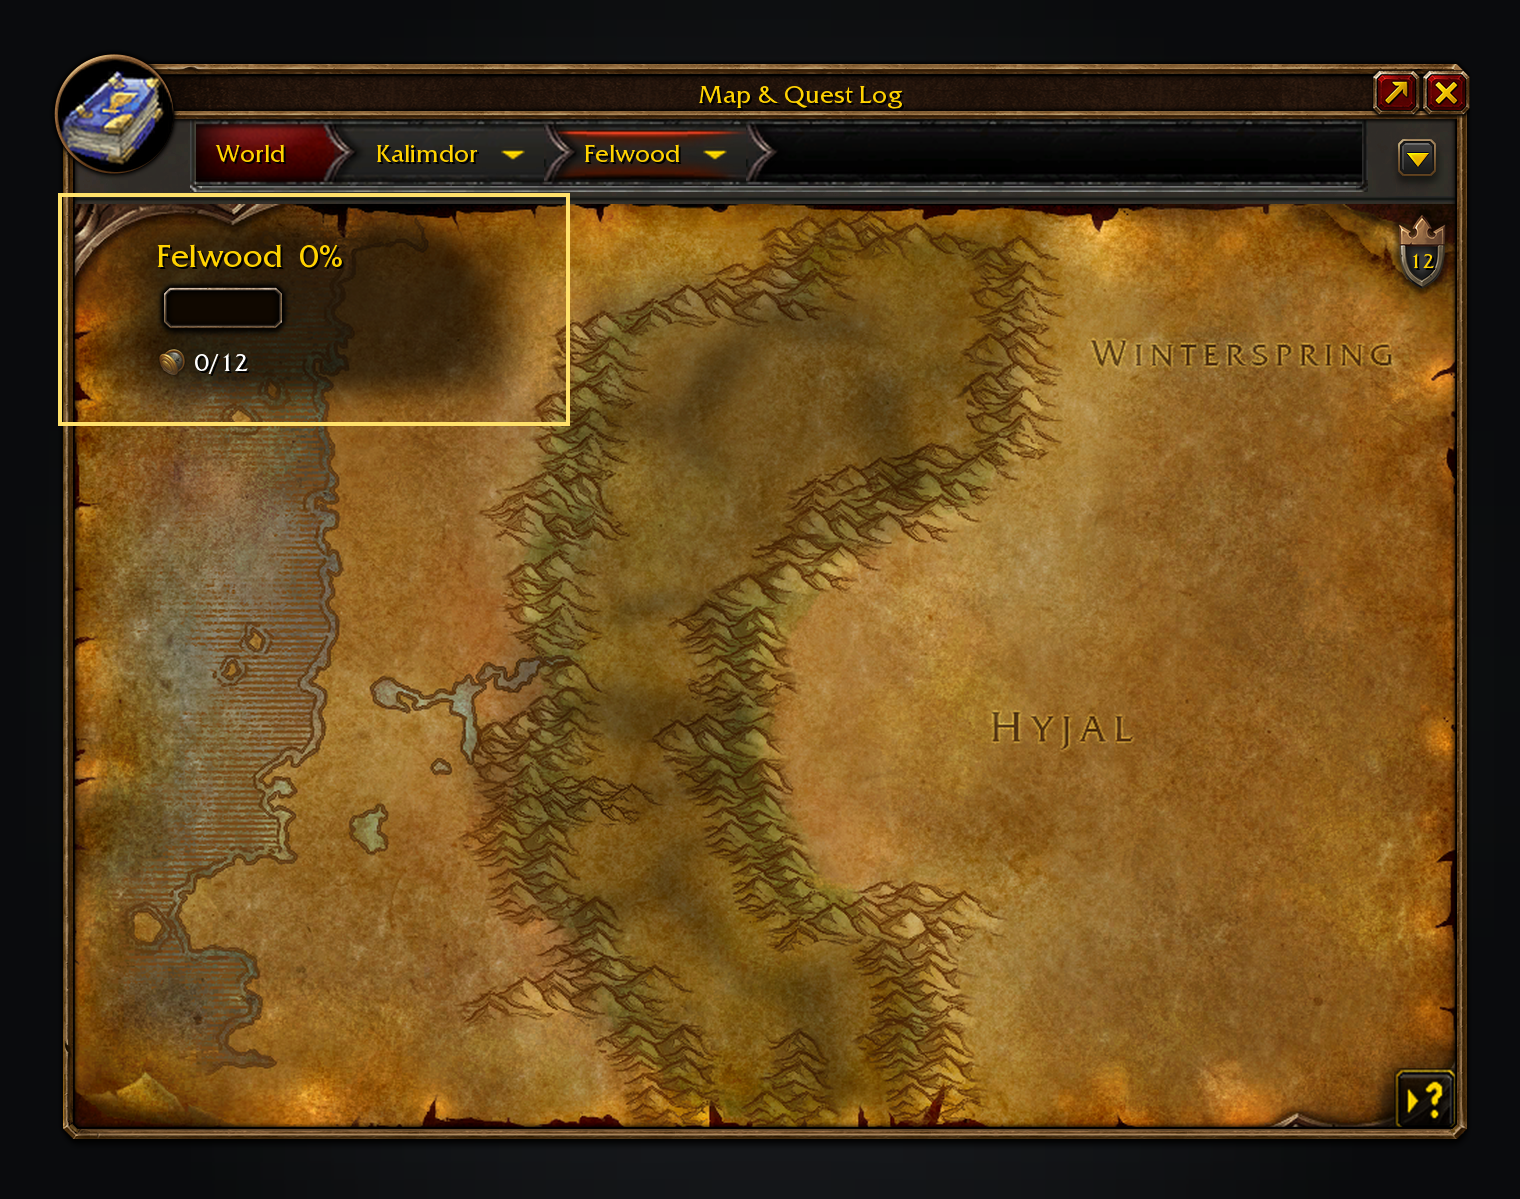 Map & Quest Log
World
Kalimdor
Felwood
Felwood 0%
0/12
12
WINTERSPRING
HYJAL
?